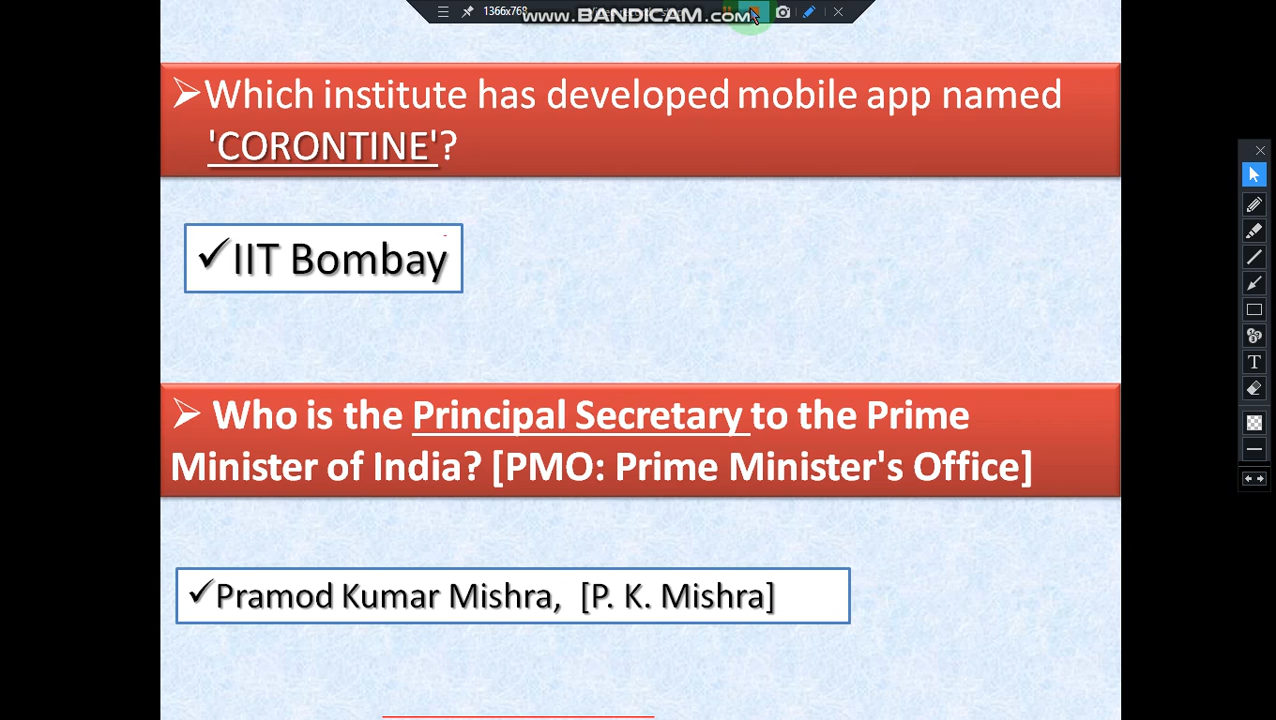 1366x768
www.BANDICAM.com
➢Which institute has developed mobile app named
'CORONTINE'?
✓IIT Bombay
➢ Who is the Principal Secretary to the Prime
Minister of India? [PMO: Prime Minister's Office]
✓Pramod Kumar Mishra, [P. K. Mishra]